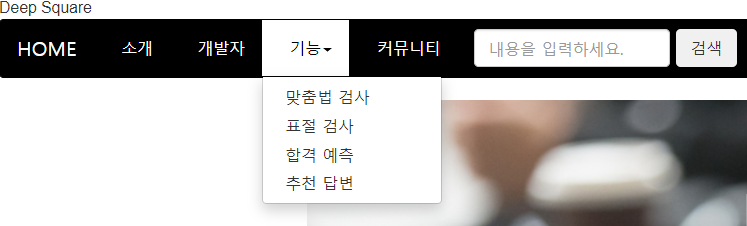 Deep Square
HOME 소개 개발자 기능 커뮤니티 내용을 입력하세요. 검색
맞춤법 검사
표절 검사
합격 예측
추천 답변